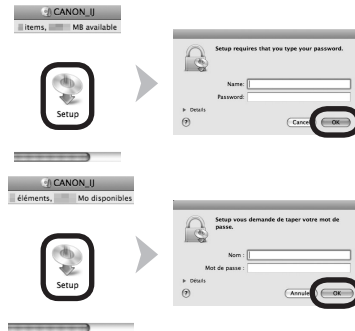 CANON_IJ
items, MB available
Setup
Setup requires that you type your password.
Name:
Password:
Details
?
Cancel
OK
CANON_IJ
éléments, Mo disponibles
Setup
Setup vous demande de taper votre mot de
passe.
Nom :
Mot de passe :
Détails
?
Annuler
OK